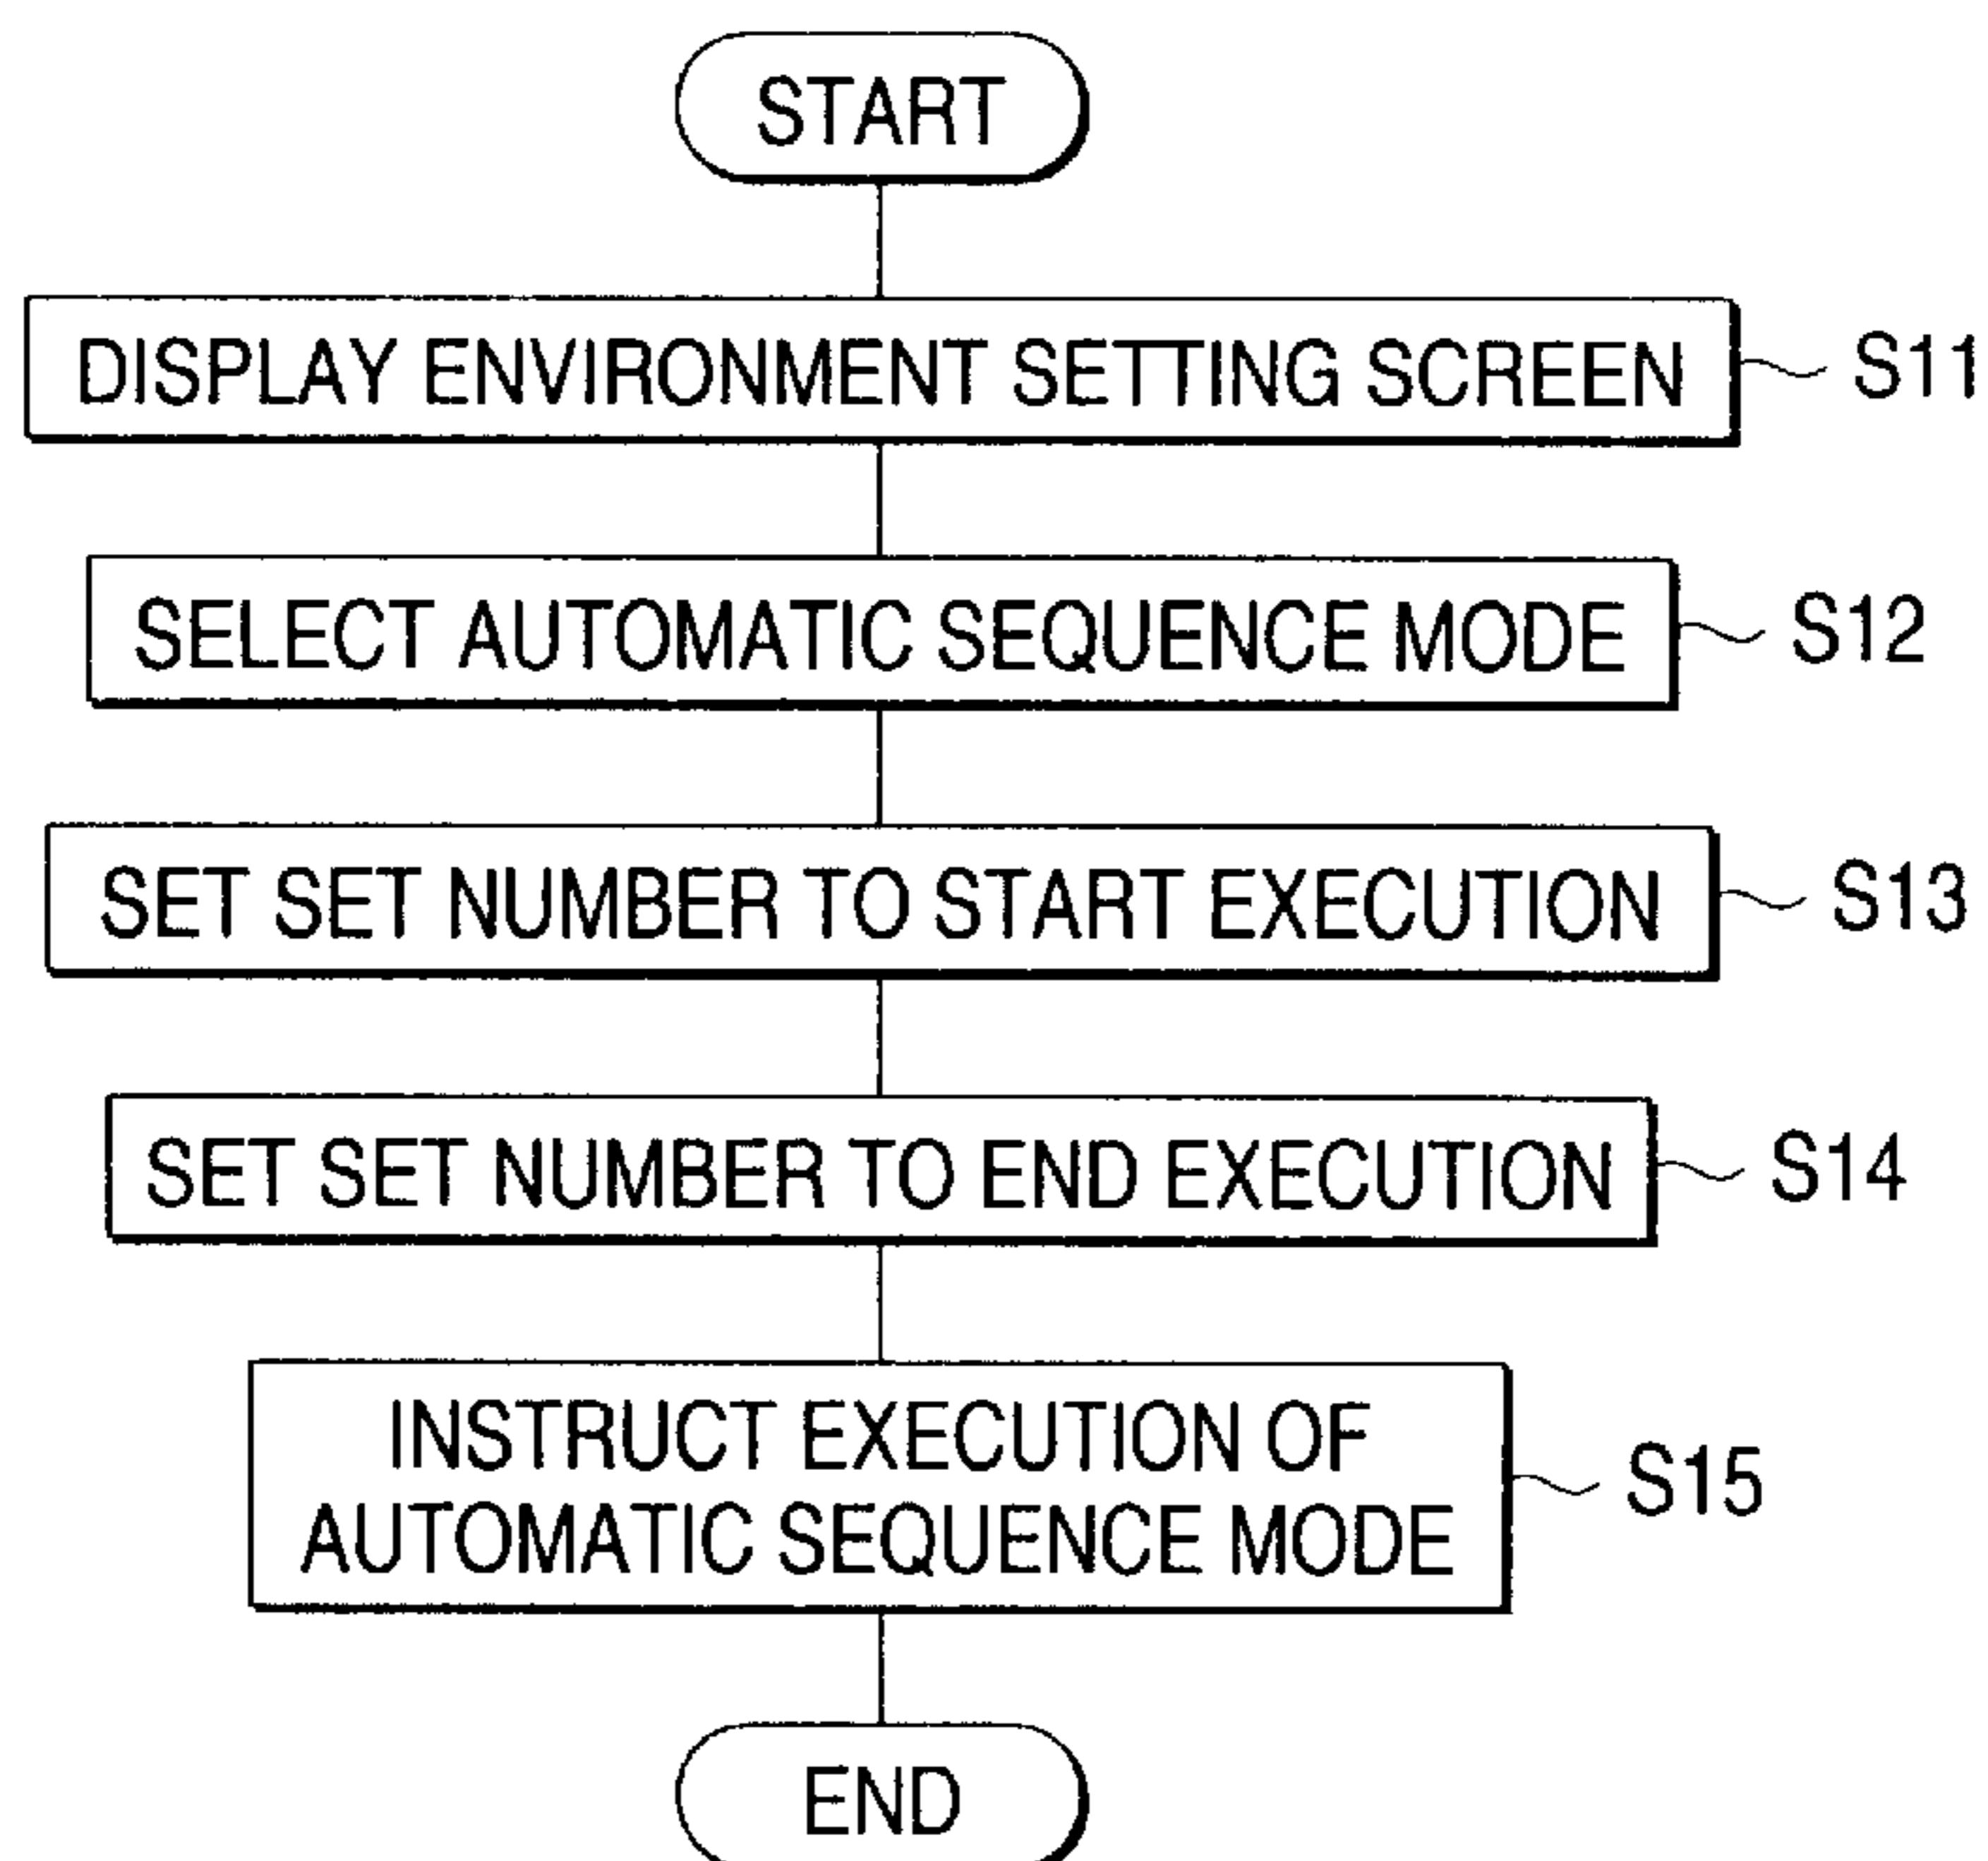 START
DISPLAY ENVIRONMENT SETTING SCREEN
S11
SELECT AUTOMATIC SEQUENCE MODE
S12
SET SET NUMBER TO START EXECUTION
S13
SET SET NUMBER TO END EXECUTION
S14
INSTRUCT EXECUTION OF
AUTOMATIC SEQUENCE MODE
S15
END